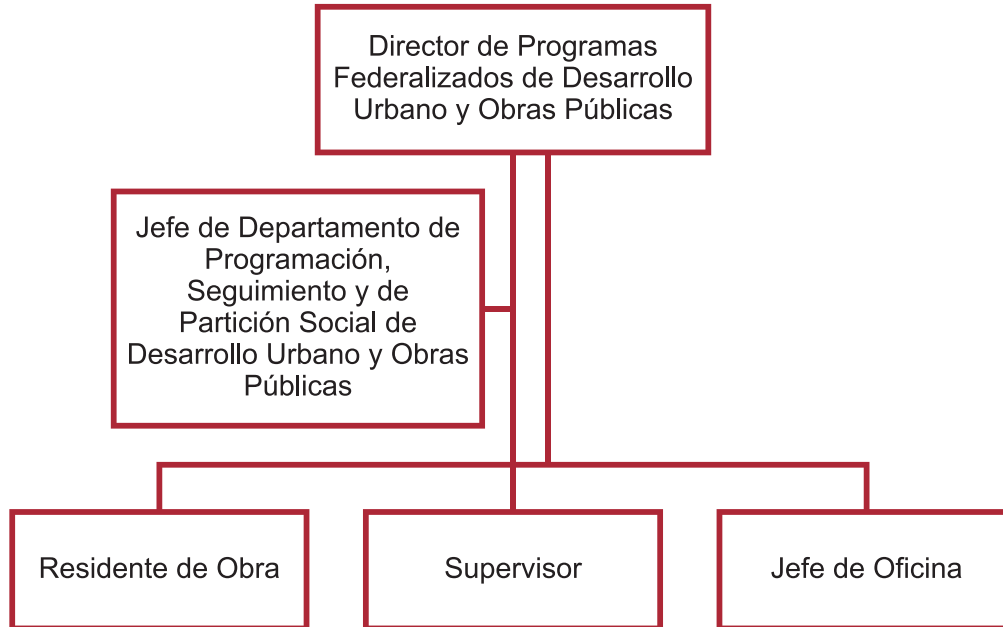 Director de Programas
Federalizados de Desarrollo
Urbano y Obras Públicas
Jefe de Departamento de
Programación,
Seguimiento y de
Partición Social de
Desarrollo Urbano y Obras
Públicas
Residente de Obra
Supervisor
Jefe de Oficina